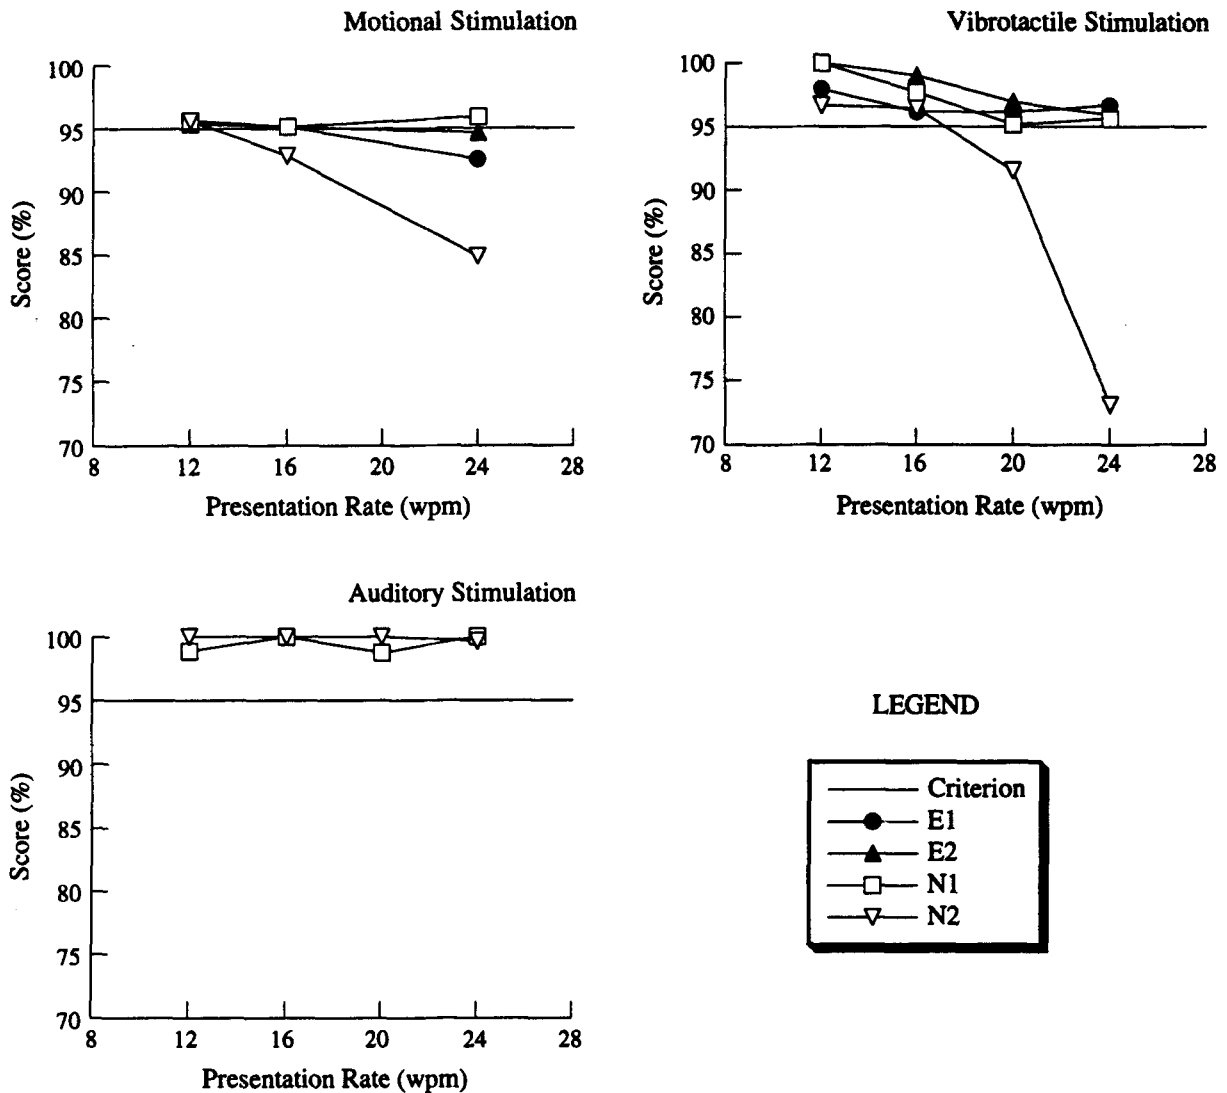 Motional Stimulation
100
95
90
85
80
75
70
Score (%)
8 12 16 20 24 28
Presentation Rate (wpm)
Vibrotactile Stimulation
100
95
90
85
80
75
70
Score (%)
8 12 16 20 24 28
Presentation Rate (wpm)
Auditory Stimulation
100
95
90
85
80
75
70
Score (%)
8 12 16 20 24 28
Presentation Rate (wpm)
LEGEND
Criterion
E1
E2
N1
N2